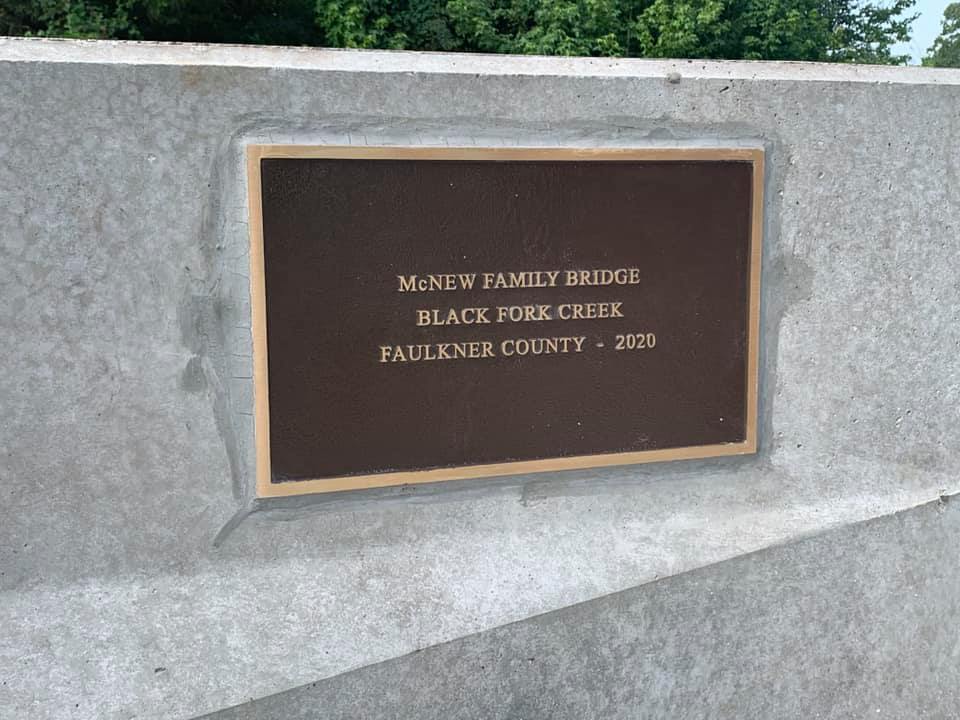 McNEW FAMILY BRIDGE
BLACK FORK CREEK
FAULKNER COUNTY - 2020